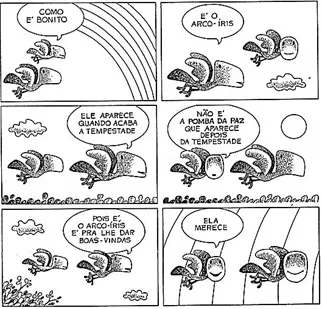 COMO
É BONITO
E' O
ARCO-ÍRIS
ELE APARECE
QUANDO ACABA
A TEMPESTADE
NÃO É
A POMBA DA PAZ
QUE APARECE
DEPOIS
DA TEMPESTADE
POIS É,
O ARCO-ÍRIS
É PRA LHE DAR
BOAS-VINDAS
ELA
MERECE